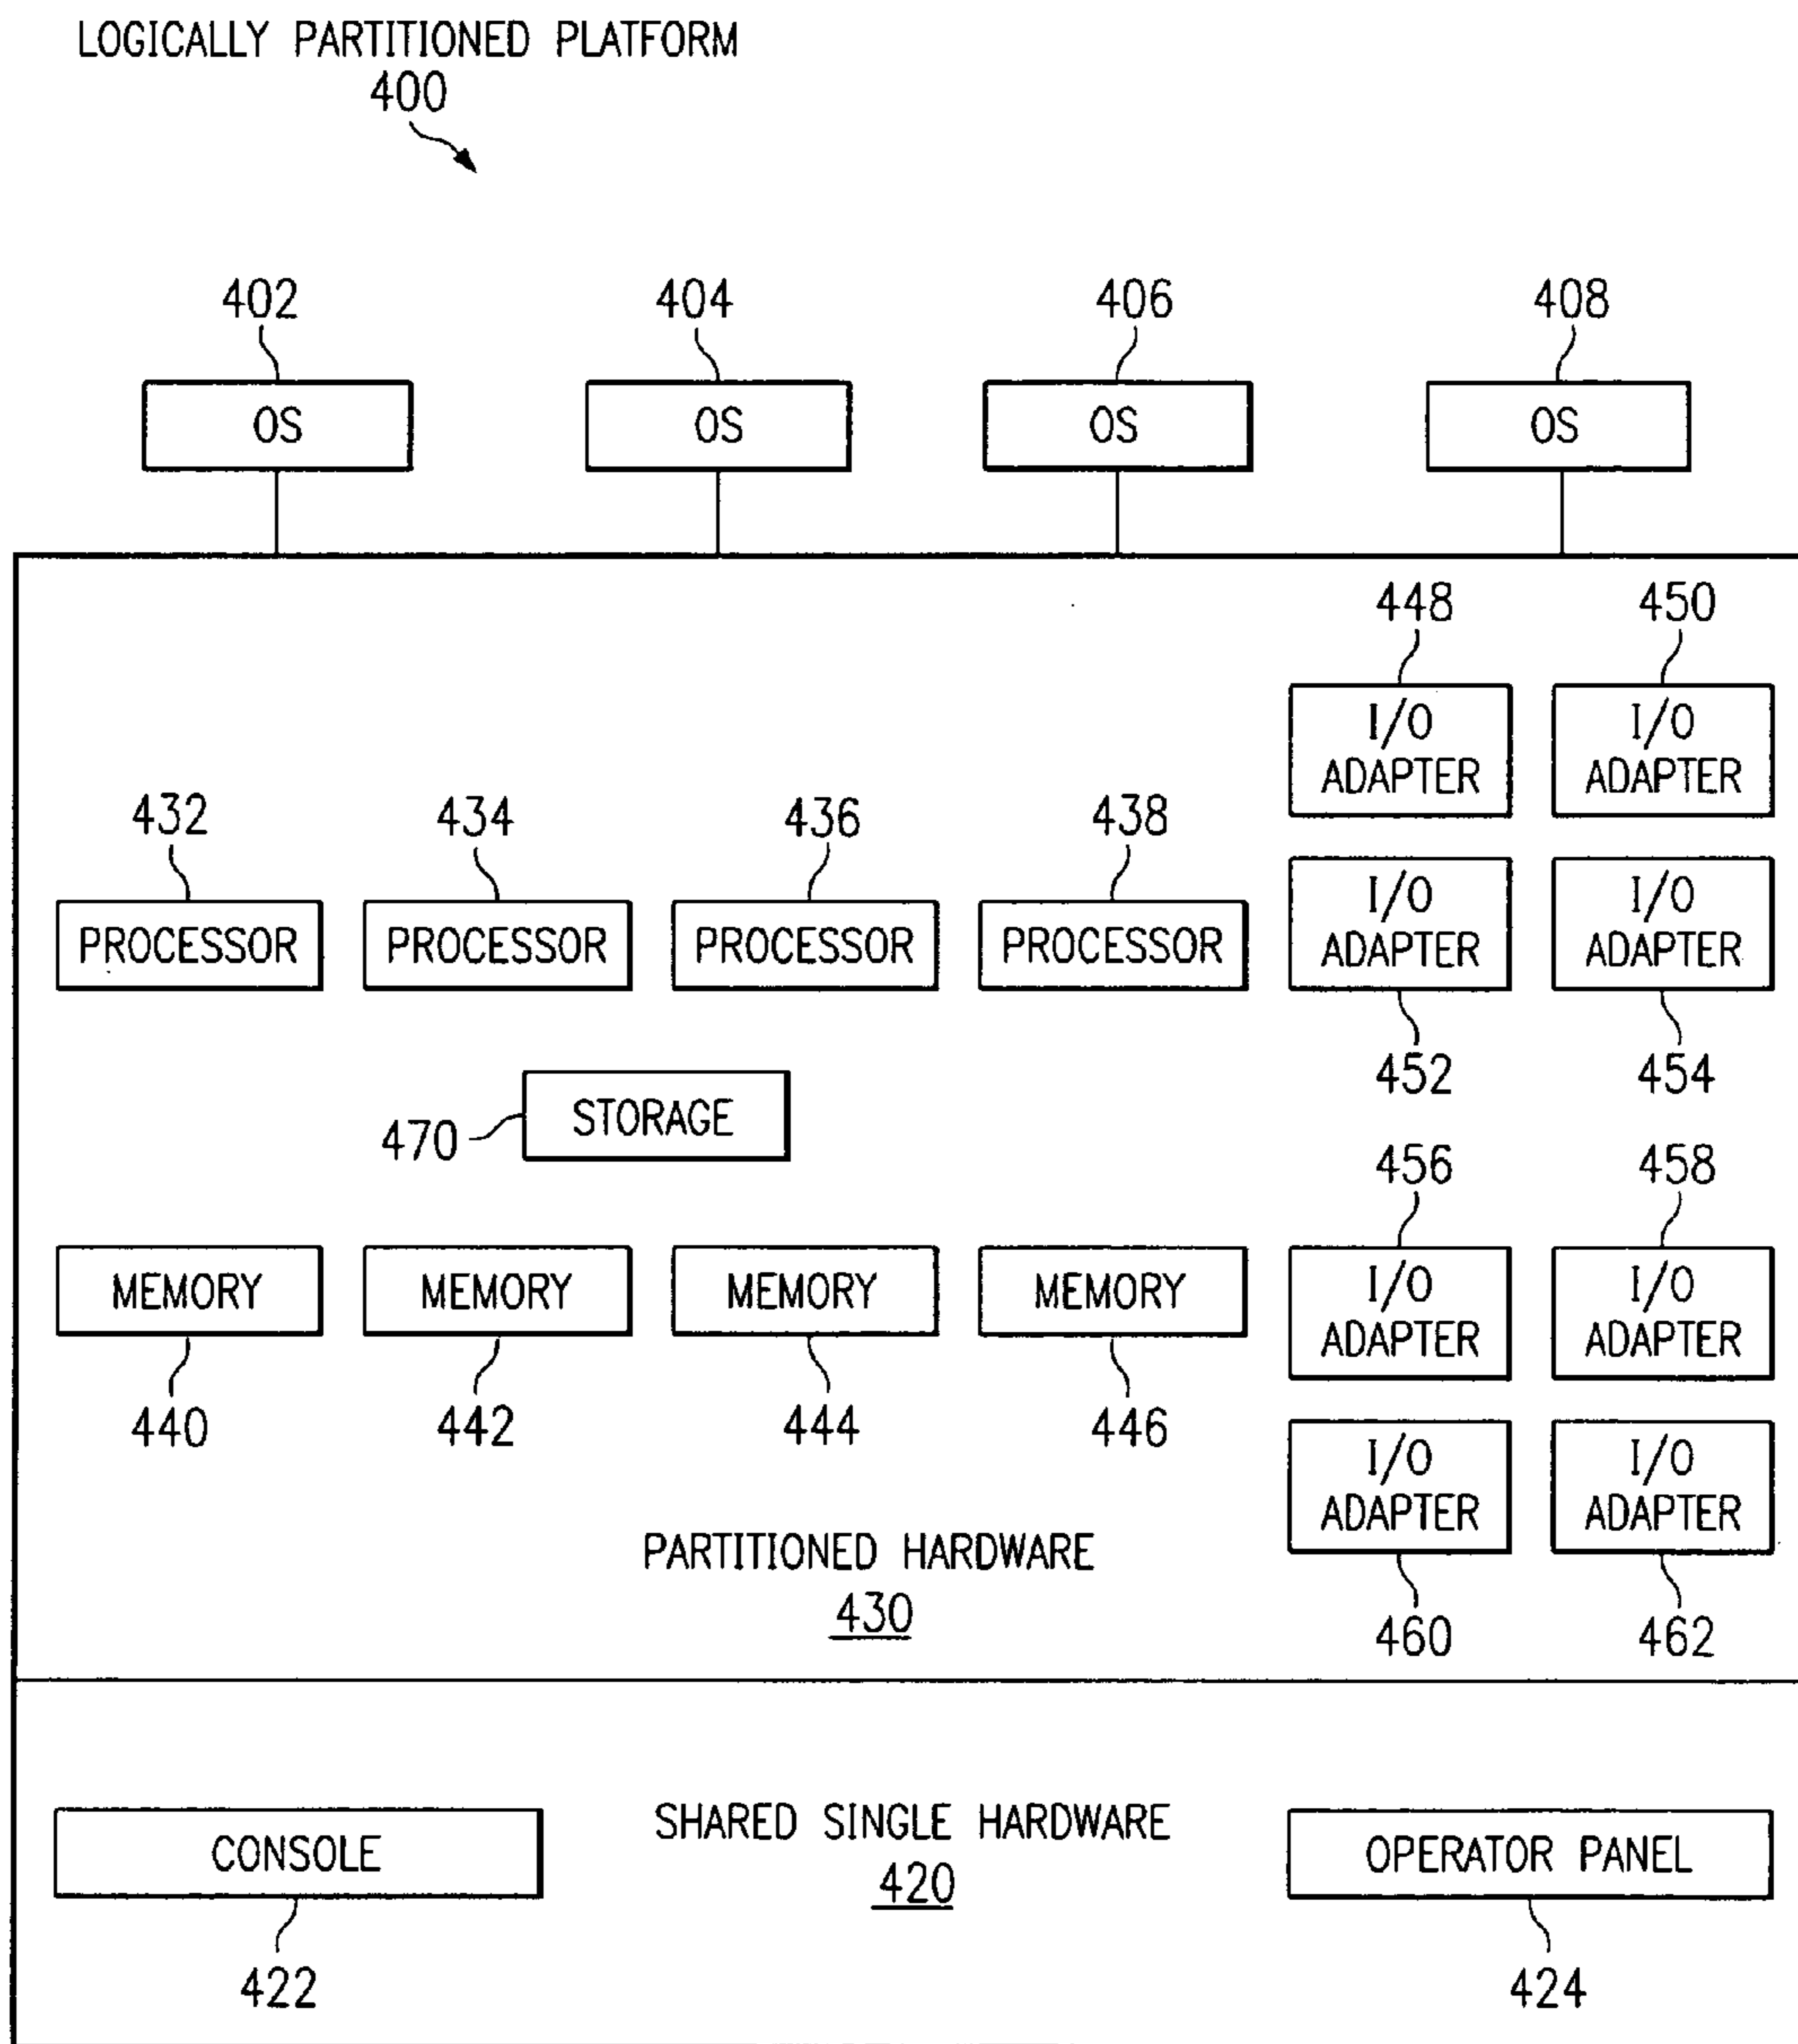 LOGICALLY PARTITIONED PLATFORM
400
402 404 406 408
OS OS OS OS
448 450
I/O ADAPTER I/O ADAPTER
432 434 436 438
PROCESSOR PROCESSOR PROCESSOR PROCESSOR
I/O ADAPTER I/O ADAPTER
452 454
470 STORAGE
456 458
MEMORY MEMORY MEMORY MEMORY
I/O ADAPTER I/O ADAPTER
440 442 444 446
I/O ADAPTER I/O ADAPTER
460 462
PARTITIONED HARDWARE
430
CONSOLE
422
SHARED SINGLE HARDWARE
420
OPERATOR PANEL
424